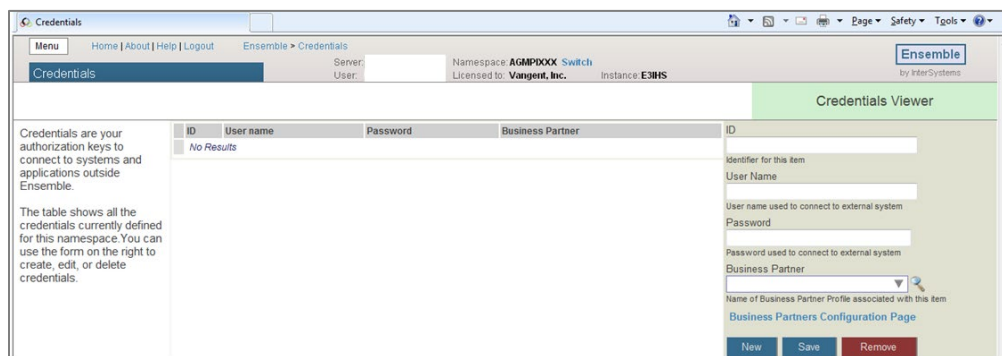 Credentials
Page Safety Tools
Menu Home | About | Help | Logout Ensemble > Credentials
Server: Namespace: AGMPIXXX Switch
Credentials User: Licensed to: Vangent, Inc. Instance: E3IHS
Ensemble
by InterSystems
Credentials Viewer
Credentials are your
authorization keys to
connect to systems and
applications outside
Ensemble.
The table shows all the
credentials currently defined
for this namespace.You can
use the form on the right to
create, edit, or delete
credentials.
ID User name Password Business Partner
No Results
ID
Identifier for this item
User Name
User name used to connect to external system
Password
Password used to connect to external system
Business Partner
Name of Business Partner Profile associated with this item
Business Partners Configuration Page
New Save Remove